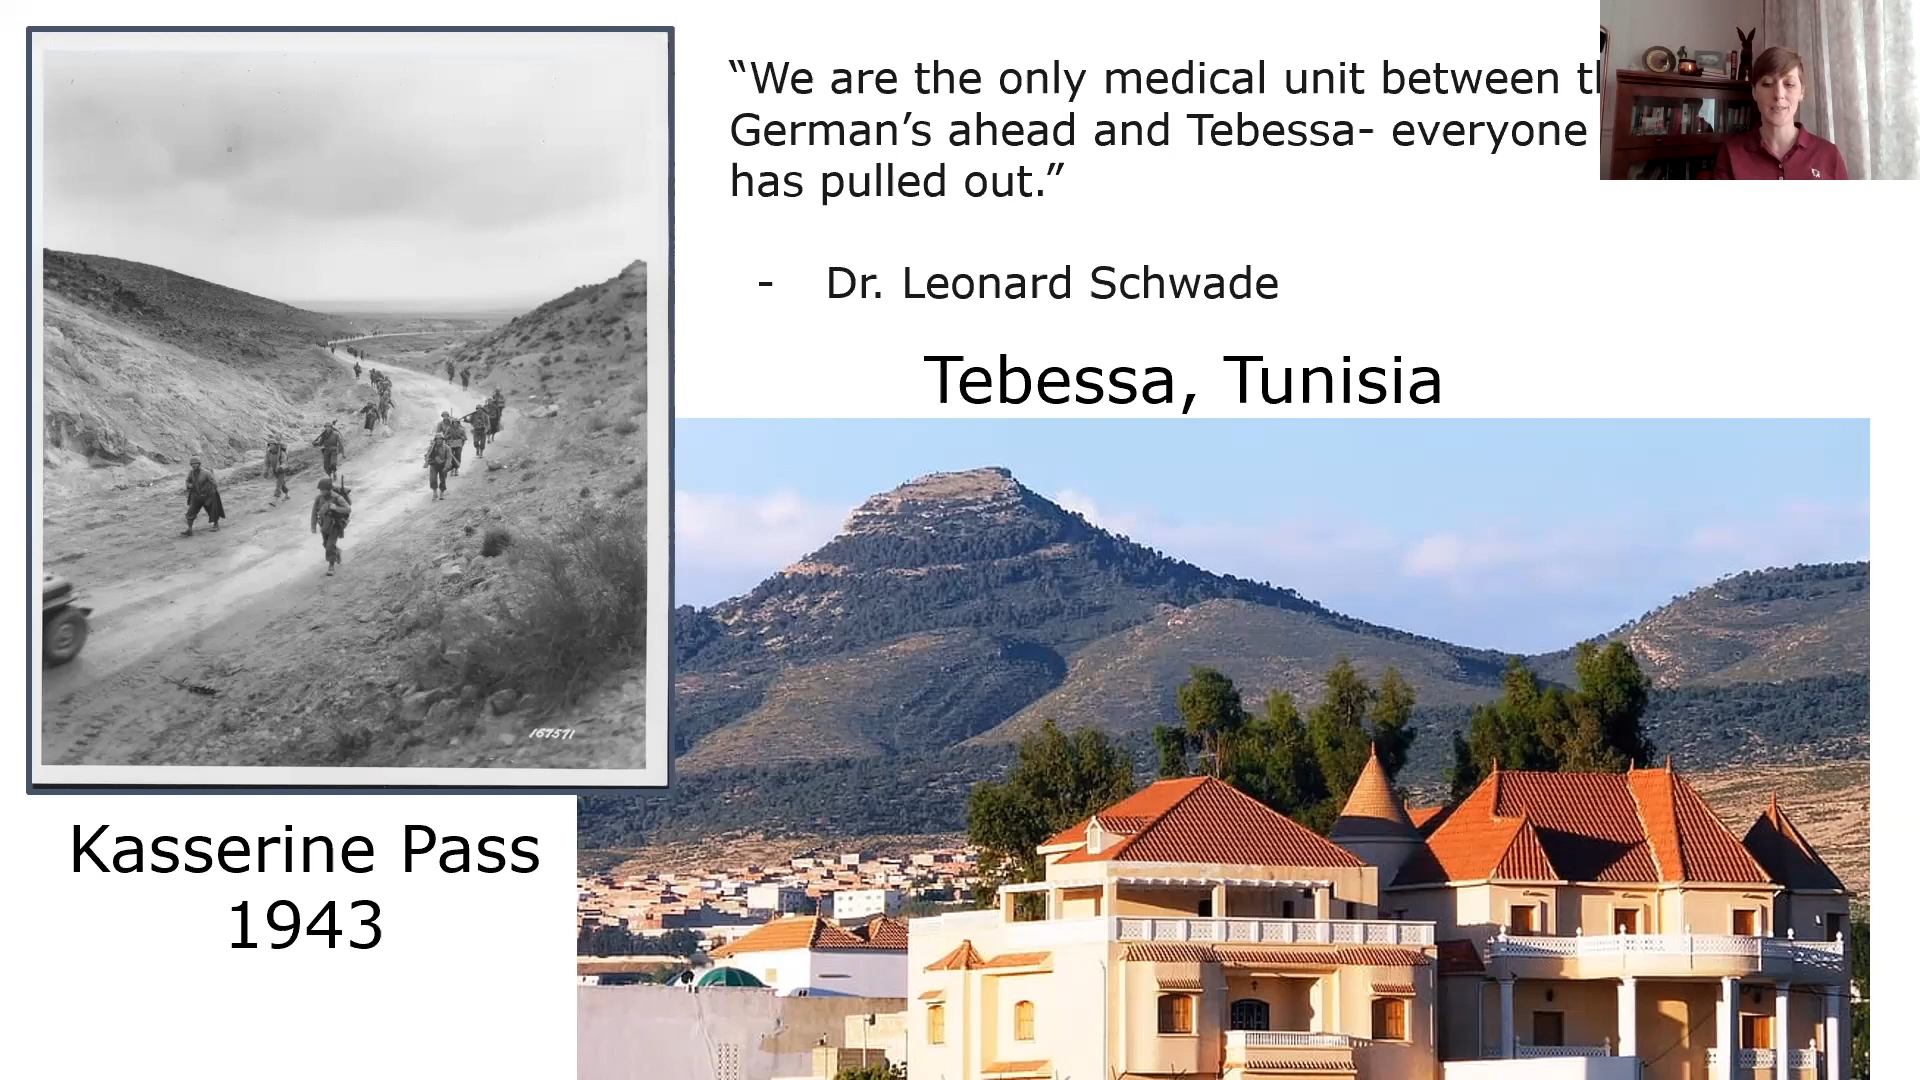 “We are the only medical unit between
German’s ahead and Tebessa- everyone
has pulled out.”
- Dr. Leonard Schwade
Tebessa, Tunisia
167571
Kasserine Pass
1943